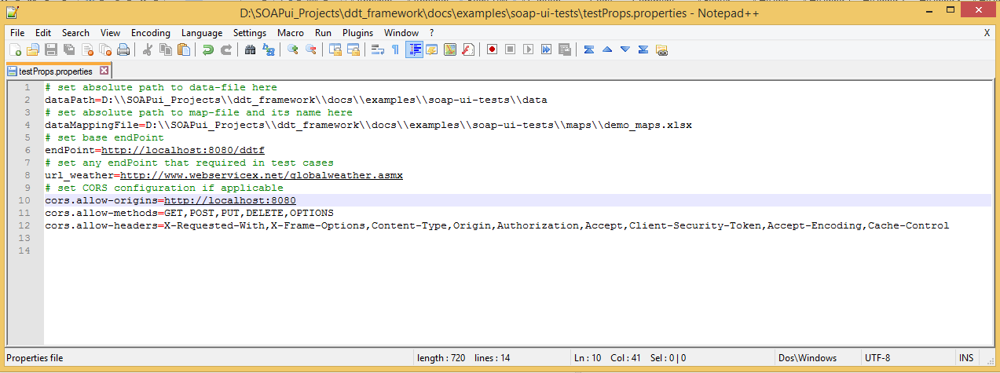 D:\SOAPui_Projects\ddt_framework\docs\examples\soap-ui-tests\testProps.properties - Notepad++
File Edit Search View Encoding Language Settings Macro Run Plugins Window ? X
testProps.properties
1 # set absolute path to data-file here
2 dataPath=D:\\SOAPui_Projects\\ddt_framework\\docs\\examples\\soap-ui-tests\\data
3 # set absolute path to map-file and its name here
4 dataMappingFile=D:\\SOAPui_Projects\\ddt_framework\\docs\\examples\\soap-ui-tests\\maps\\demo_maps.xlsx
5 # set base endPoint
6 endPoint=http://localhost:8080/ddtf
7 # set any endPoint that required in test cases
8 url_weather=http://www.webservicex.net/globalweather.asmx
9 # set CORS configuration if applicable
10 cors.allow-origins=http://localhost:8080
11 cors.allow-methods=GET,POST,PUT,DELETE,OPTIONS
12 cors.allow-headers=X-Requested-With,X-Frame-Options,Content-Type,Origin,Authorization,Accept,Client-Security-Token,Accept-Encoding,Cache-Control
13
14
Properties file length : 720 lines : 14 Ln : 10 Col : 41 Sel : 0 | 0 Dos\Windows UTF-8 INS